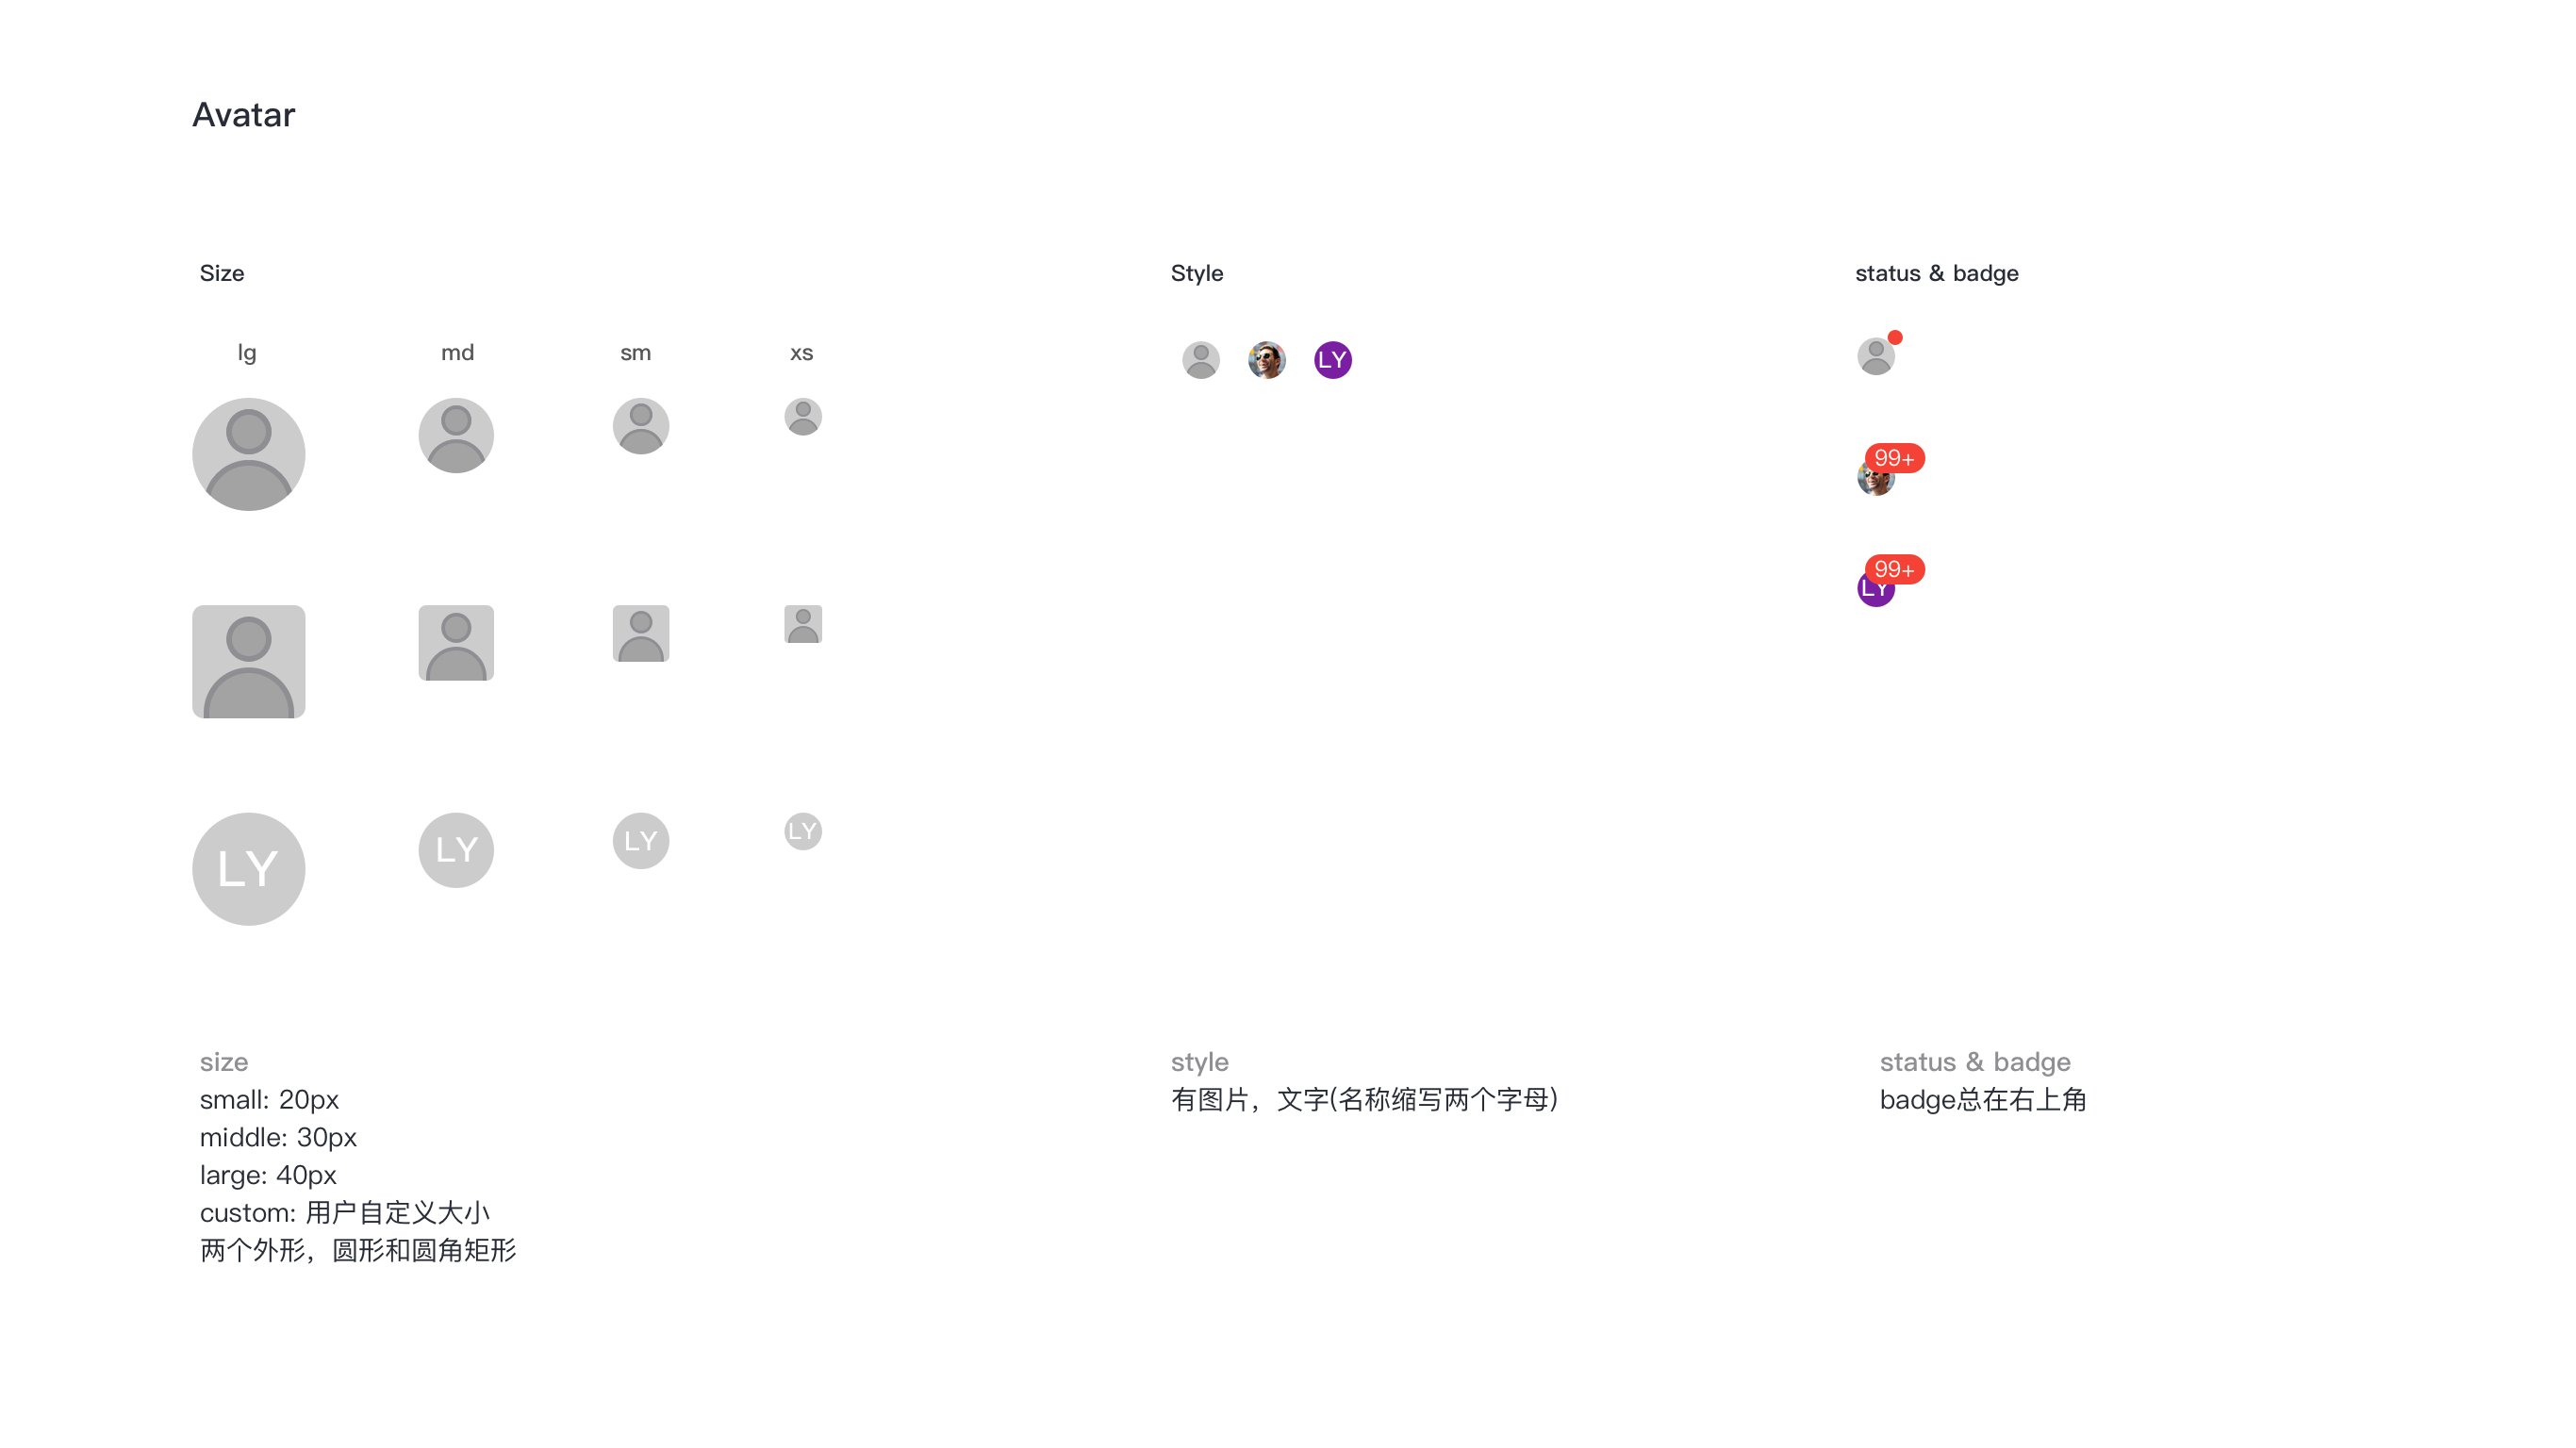 Avatar
Size
lg md sm xs
LY LY LY LY
size
small: 20px
middle: 30px
large: 40px
custom: 用户自定义大小
两个外形，圆形和圆角矩形
Style
LY
style
有图片，文字(名称缩写两个字母)
status & badge
99+
99+
LY
status & badge
badge总在右上角